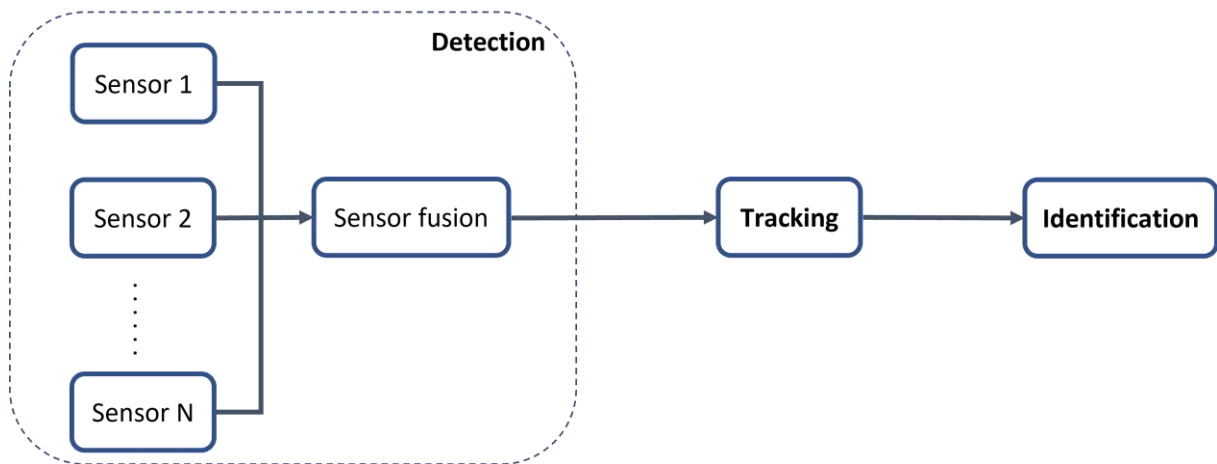 Detection
Sensor 1
Sensor 2
Sensor fusion
Tracking
Identification
Sensor N